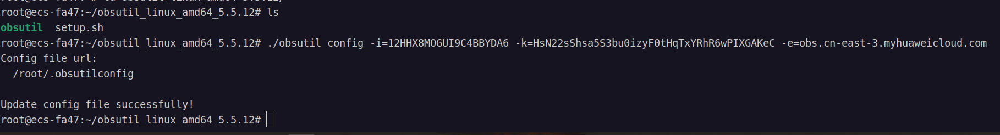 root@ecs-fa47:~/obsutil_linux_amd64_5.5.12# ls
obsutil  setup.sh
root@ecs-fa47:~/obsutil_linux_amd64_5.5.12# ./obsutil config -i=12HHX8MOGUI9C4BBYDA6 -k=HsN22sShsa5S3bu0izyF0tHqTxYRhR6wPIXGAKeC -e=obs.cn-east-3.myhuaweicloud.com
Config file url:
  /root/.obsutilconfig
Update config file successfully!
root@ecs-fa47:~/obsutil_linux_amd64_5.5.12#